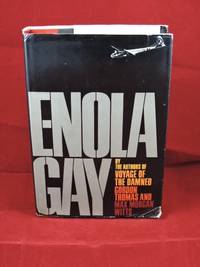 ENOLA
GAY
BY
THE AUTHORS OF
VOYAGE OF
THE DAMNED
GORDON
THOMAS AND
MAX MORGAN
WITTS